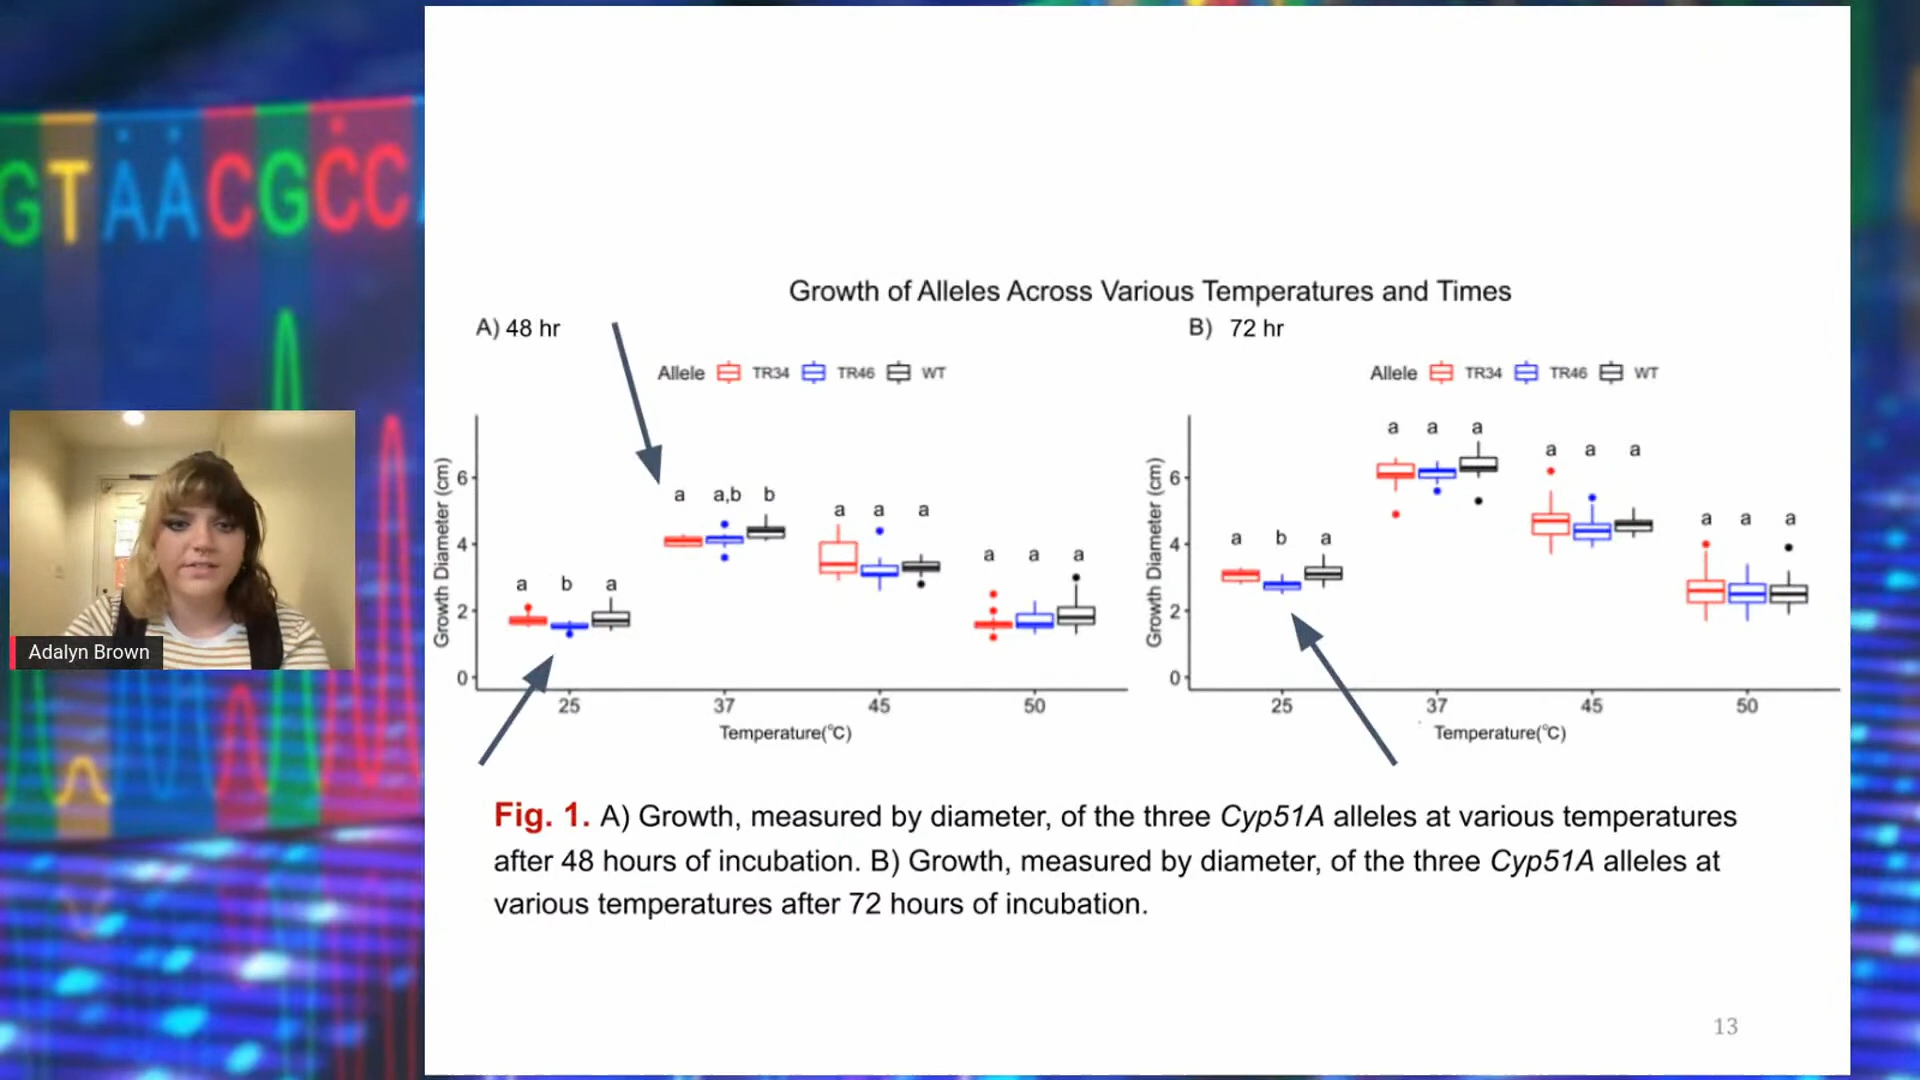 GTAACGCC
Growth of Alleles Across Various Temperatures and Times
A) 48 hr
Allele TR34 TR46 WT
Growth Diameter (cm)
6
4
2
0
a b a
a a,b b
a a a
a a a
25 37 45 50
Temperature(°C)
B) 72 hr
Allele TR34 TR46 WT
Growth Diameter (cm)
6
4
2
0
a b a
a a a
a a a
a a a
25 37 45 50
Temperature(°C)
Adalyn Brown
Fig. 1. A) Growth, measured by diameter, of the three Cyp51A alleles at various temperatures
after 48 hours of incubation. B) Growth, measured by diameter, of the three Cyp51A alleles at
various temperatures after 72 hours of incubation.
13